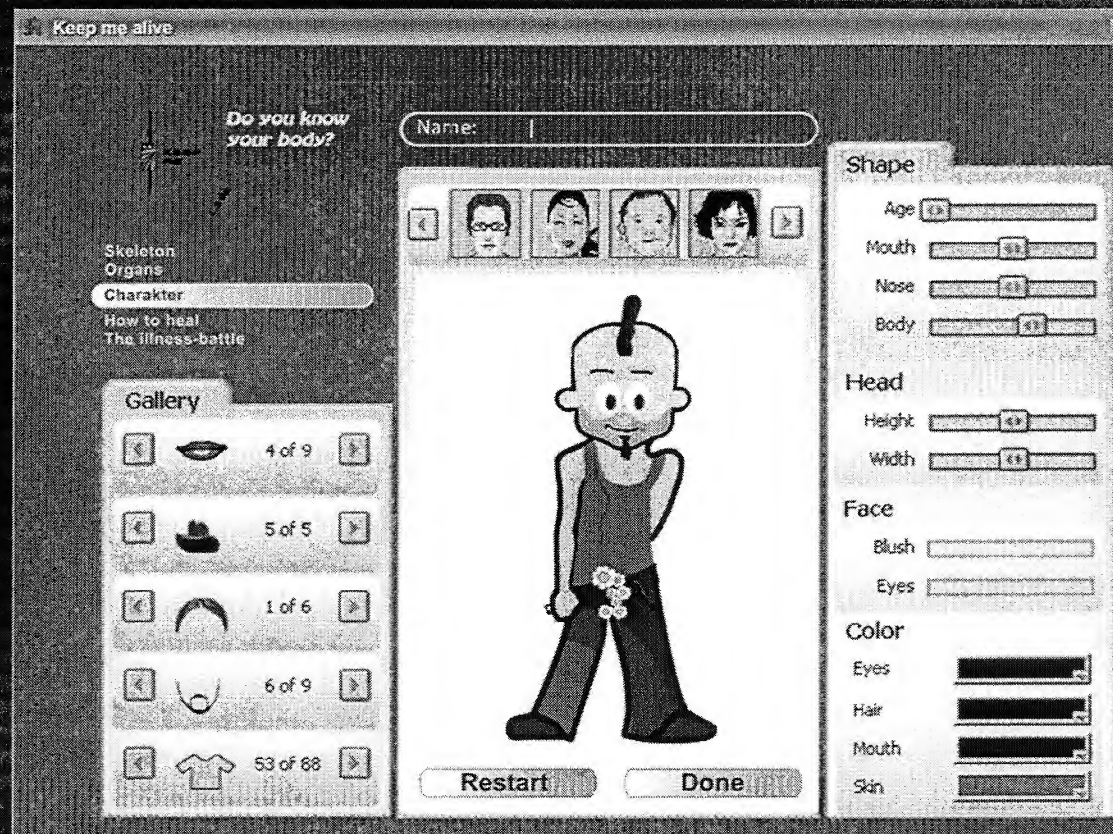 Keep me alive
Do you know
your body?
Skeleton
Organs
Charakter
How to heal
The illness-battle
Gallery
4 of 9
5 of 5
1 of 6
6 of 9
53 of 88
Name:
Restart
Done
Shape
Age
Mouth
Nose
Body
Head
Height
Width
Face
Blush
Eyes
Color
Eyes
Hair
Mouth
Skin